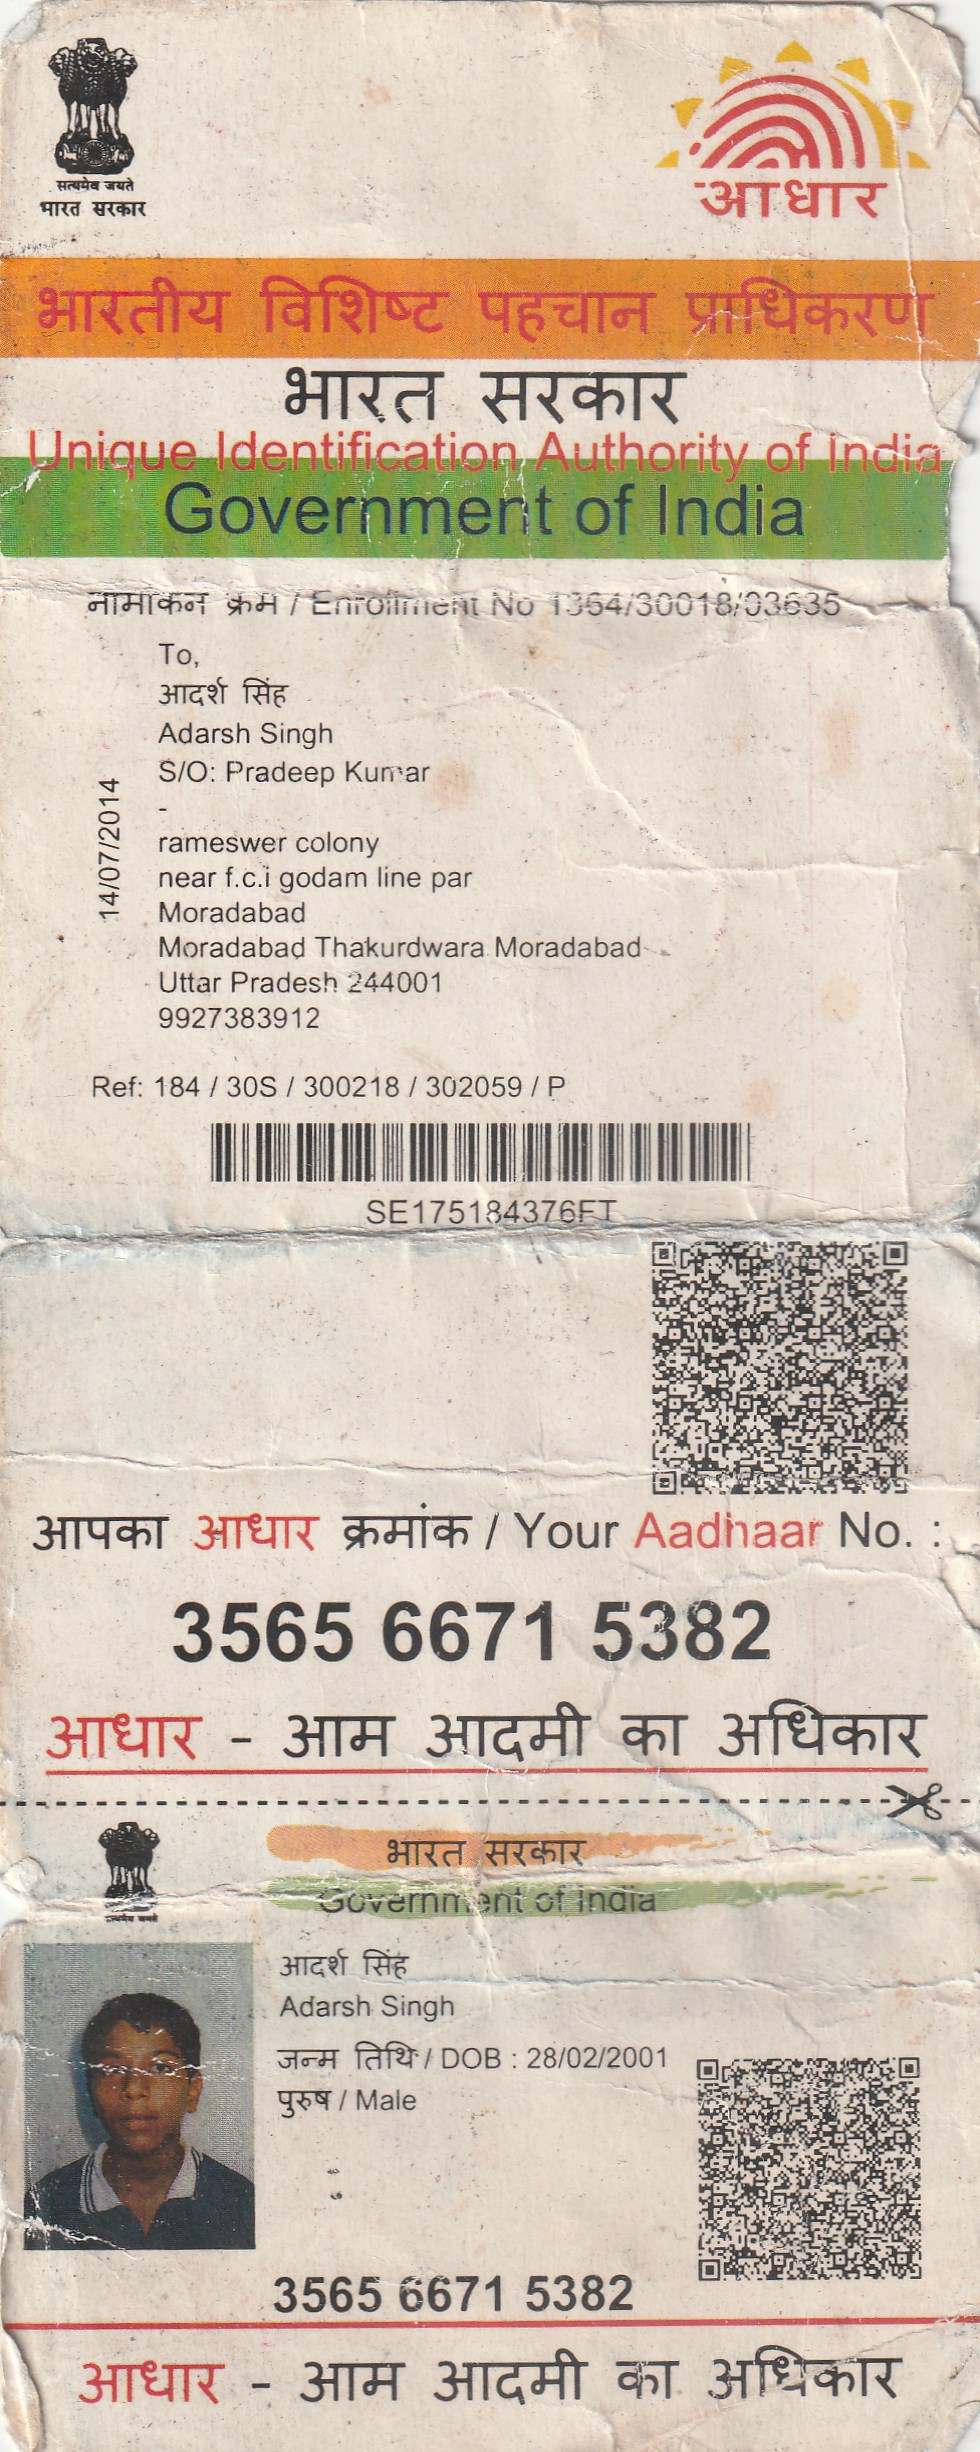 सत्यमेव जयते
भारत सरकार
आधार
भारतीय विशिष्ट पहचान प्राधिकरण
भारत सरकार
Unique Identification Authority of India
Government of India
नामांकन क्रम / Enrollment No 1364/30018/03635
To,
आदर्श सिंह
Adarsh Singh
S/O: Pradeep Kumar
-
rameswer colony
near f.c.i godam line par
Moradabad
Moradabad Thakurdwara Moradabad
Uttar Pradesh 244001
9927383912
14/07/2014
Ref: 184 / 30S / 300218 / 302059 / P
SE175184376FT
आपका आधार क्रमांक / Your Aadhaar No. :
3565 6671 5382
आधार - आम आदमी का अधिकार
भारत सरकार
Government of India
सत्यमेव जयते
आदर्श सिंह
Adarsh Singh
जन्म तिथि / DOB : 28/02/2001
पुरुष / Male
3565 6671 5382
आधार - आम आदमी का अधिकार